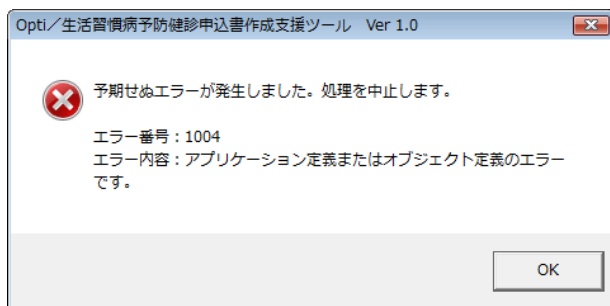 Opti／生活習慣病予防健診申込書作成支援ツール Ver 1.0
予期せぬエラーが発生しました。処理を中止します。
エラー番号：1004
エラー内容：アプリケーション定義またはオブジェクト定義のエラー
です。
OK